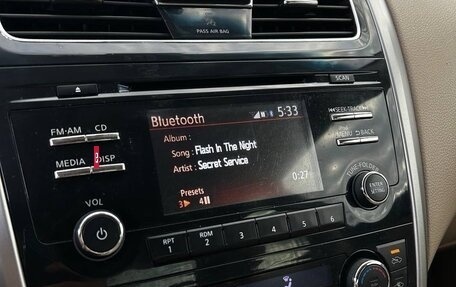 PASS AIR BAG
SCAN
FM·AM CD
MEDIA DISP
VOL
Bluetooth 5:33
Album :
Song : Flash In The Night
Artist : Secret Service
0:27
Presets
3 4
SEEK·TRACK
MENU BACK
TUNE·FOLDER
ENTER
SETTING
RPT 1
RDM 2
3
4
5
6